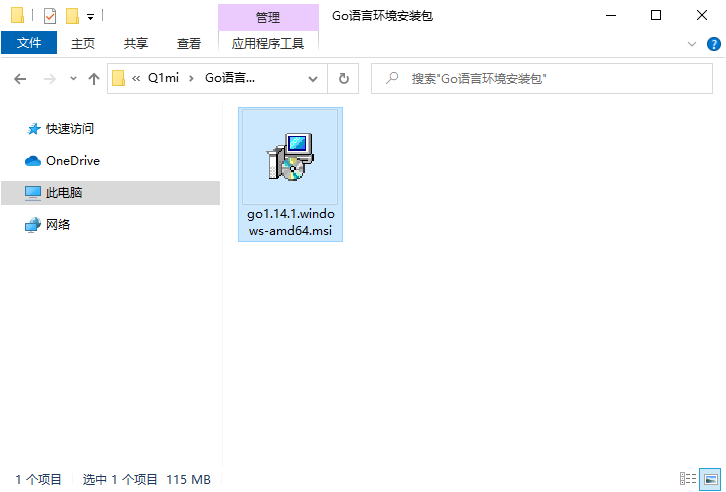 管理
Go语言环境安装包
文件
主页
共享
查看
应用程序工具
« Q1mi › Go语言...
搜索"Go语言环境安装包"
快速访问
OneDrive
此电脑
网络
go1.14.1.windo
ws-amd64.msi
1 个项目
选中 1 个项目 115 MB